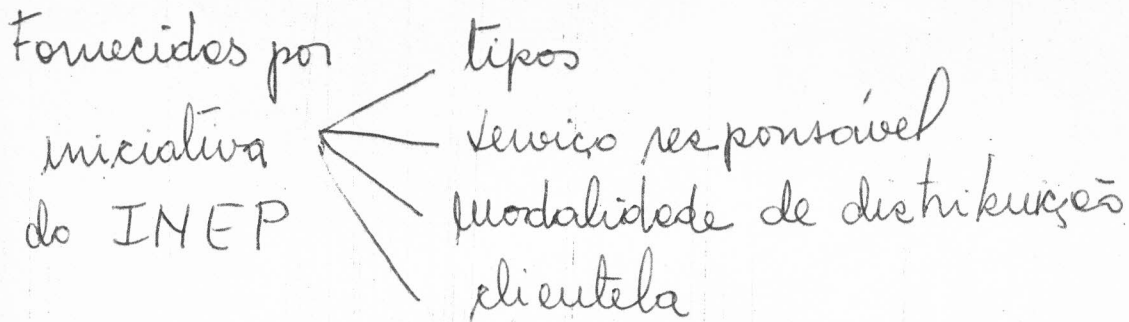 Fornecidos por
iniciativa
do INEP
tipos
serviço responsável
modalidade de distribuição
clientela